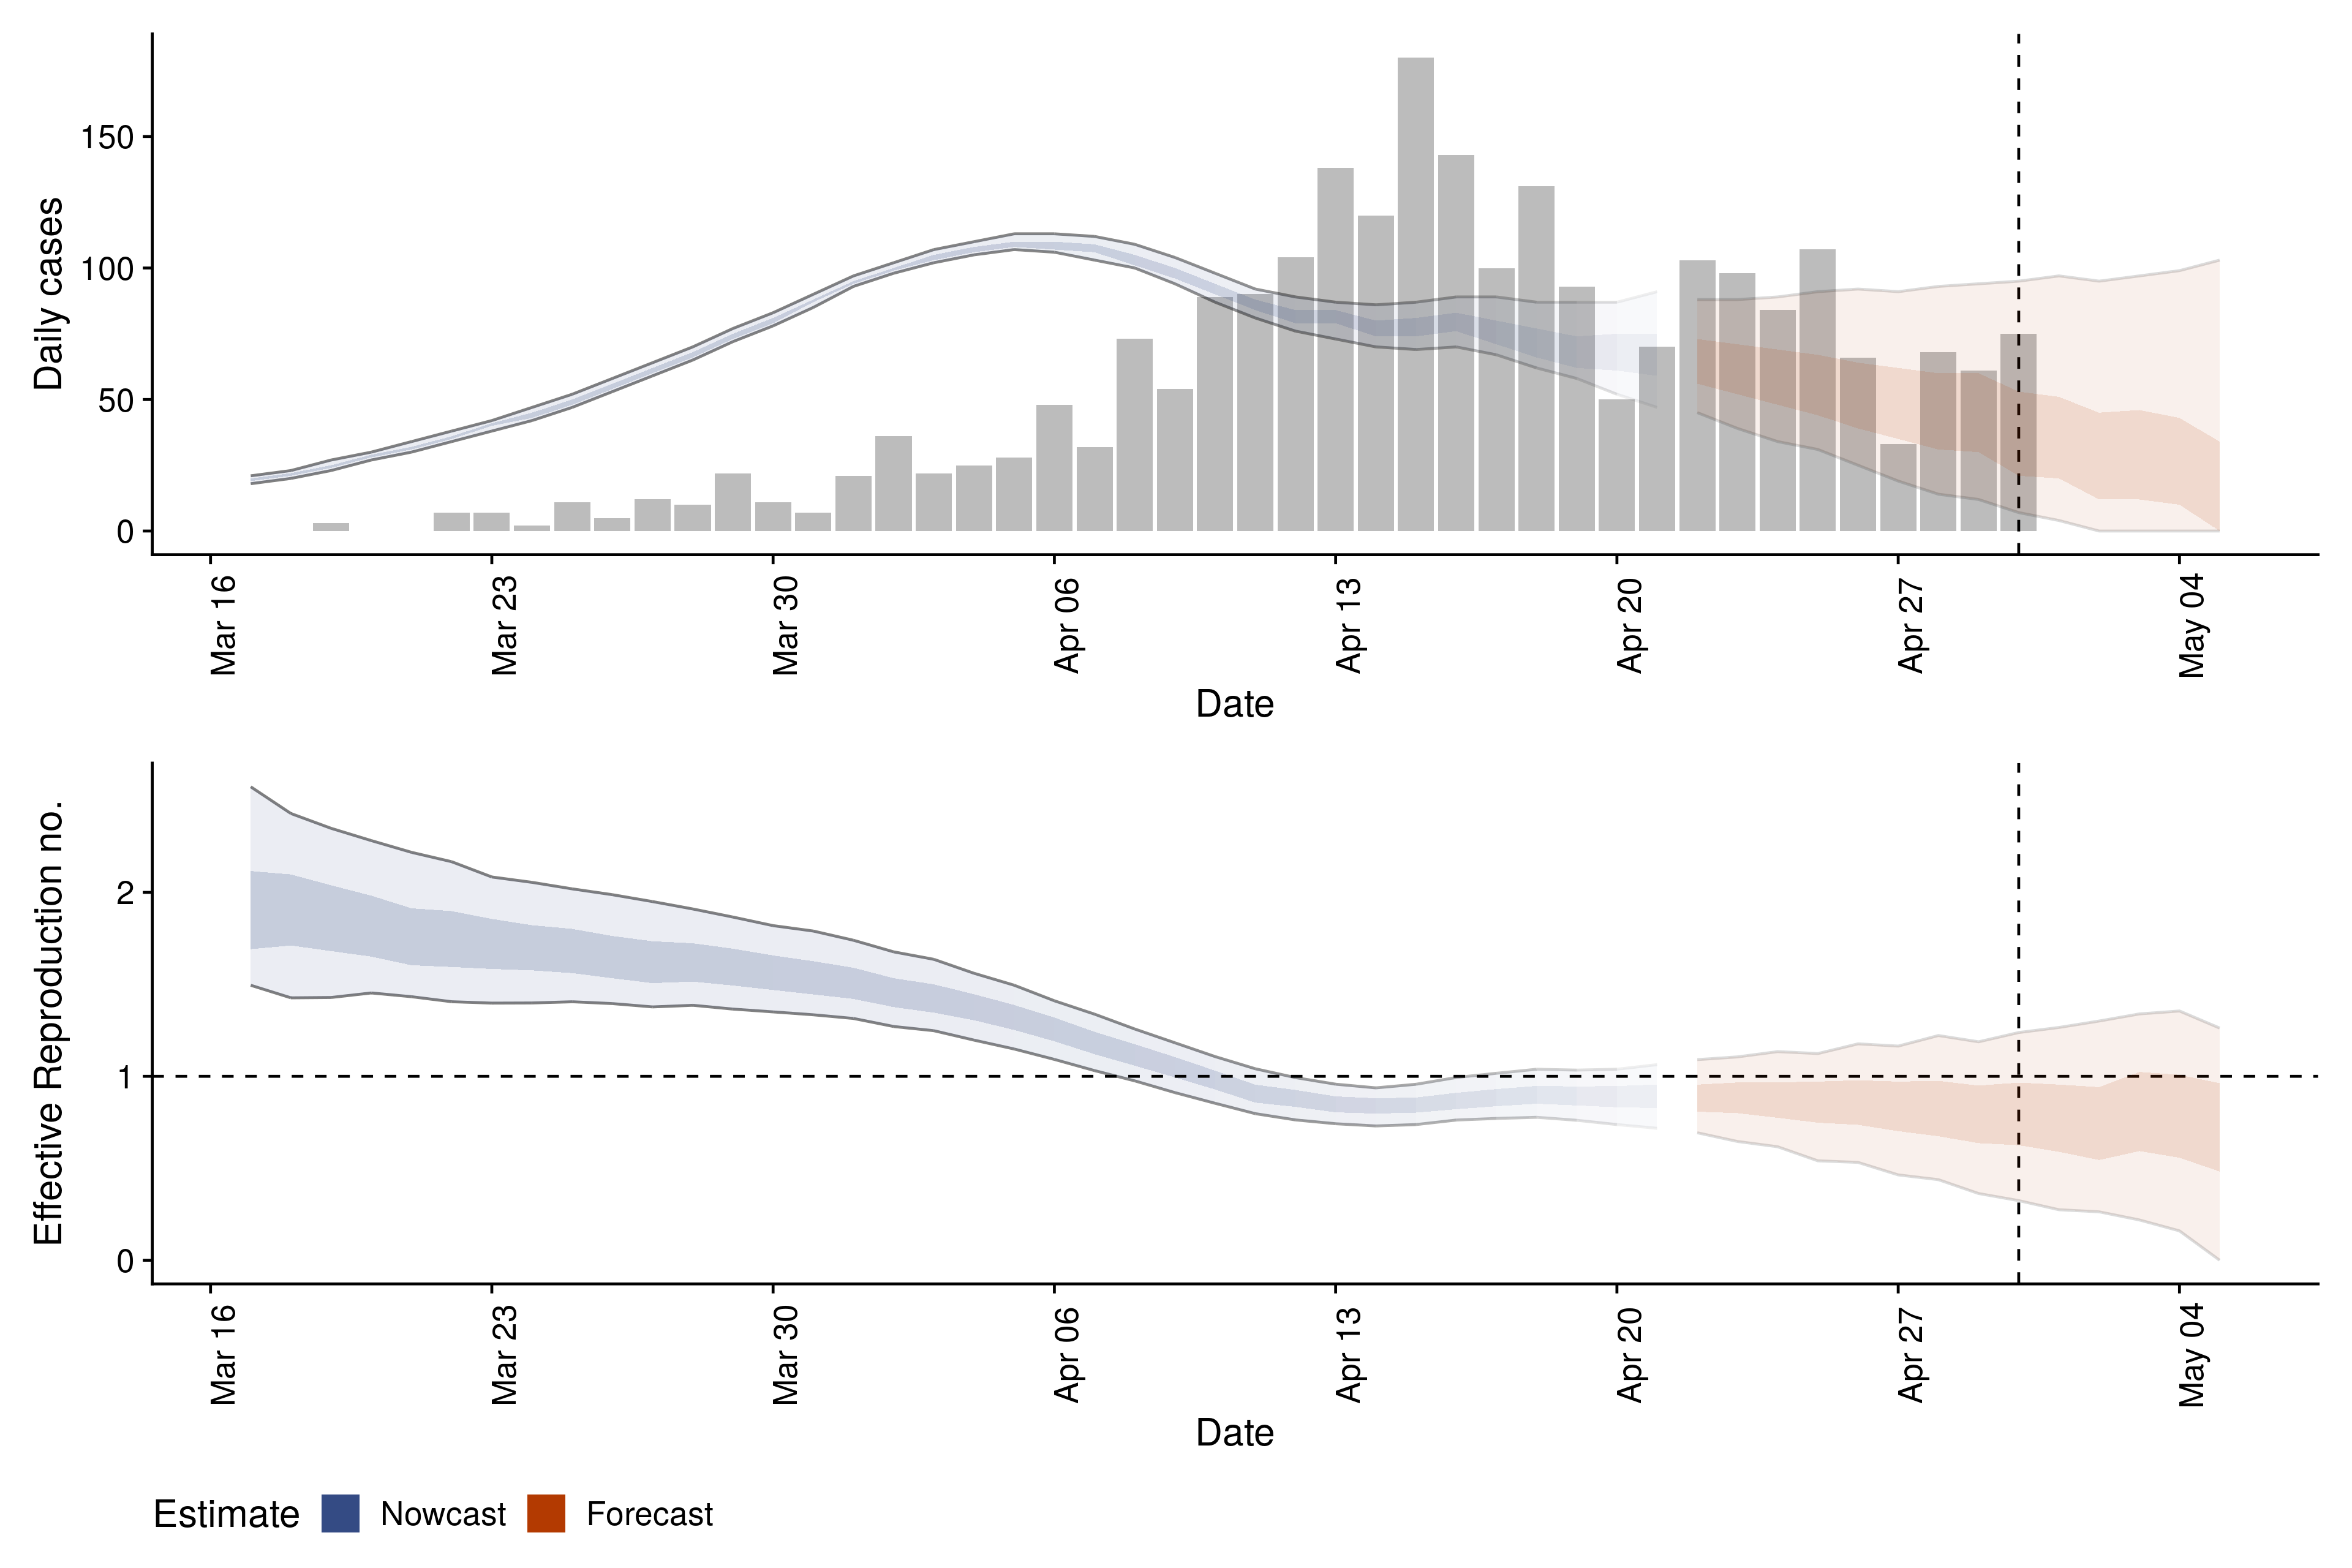 Daily cases
150
100
50
0
Mar 16
Mar 23
Mar 30
Apr 06
Apr 13
Apr 20
Apr 27
May 04
Date
Effective Reproduction no.
2
1
0
Mar 16
Mar 23
Mar 30
Apr 06
Apr 13
Apr 20
Apr 27
May 04
Date
Estimate Nowcast Forecast